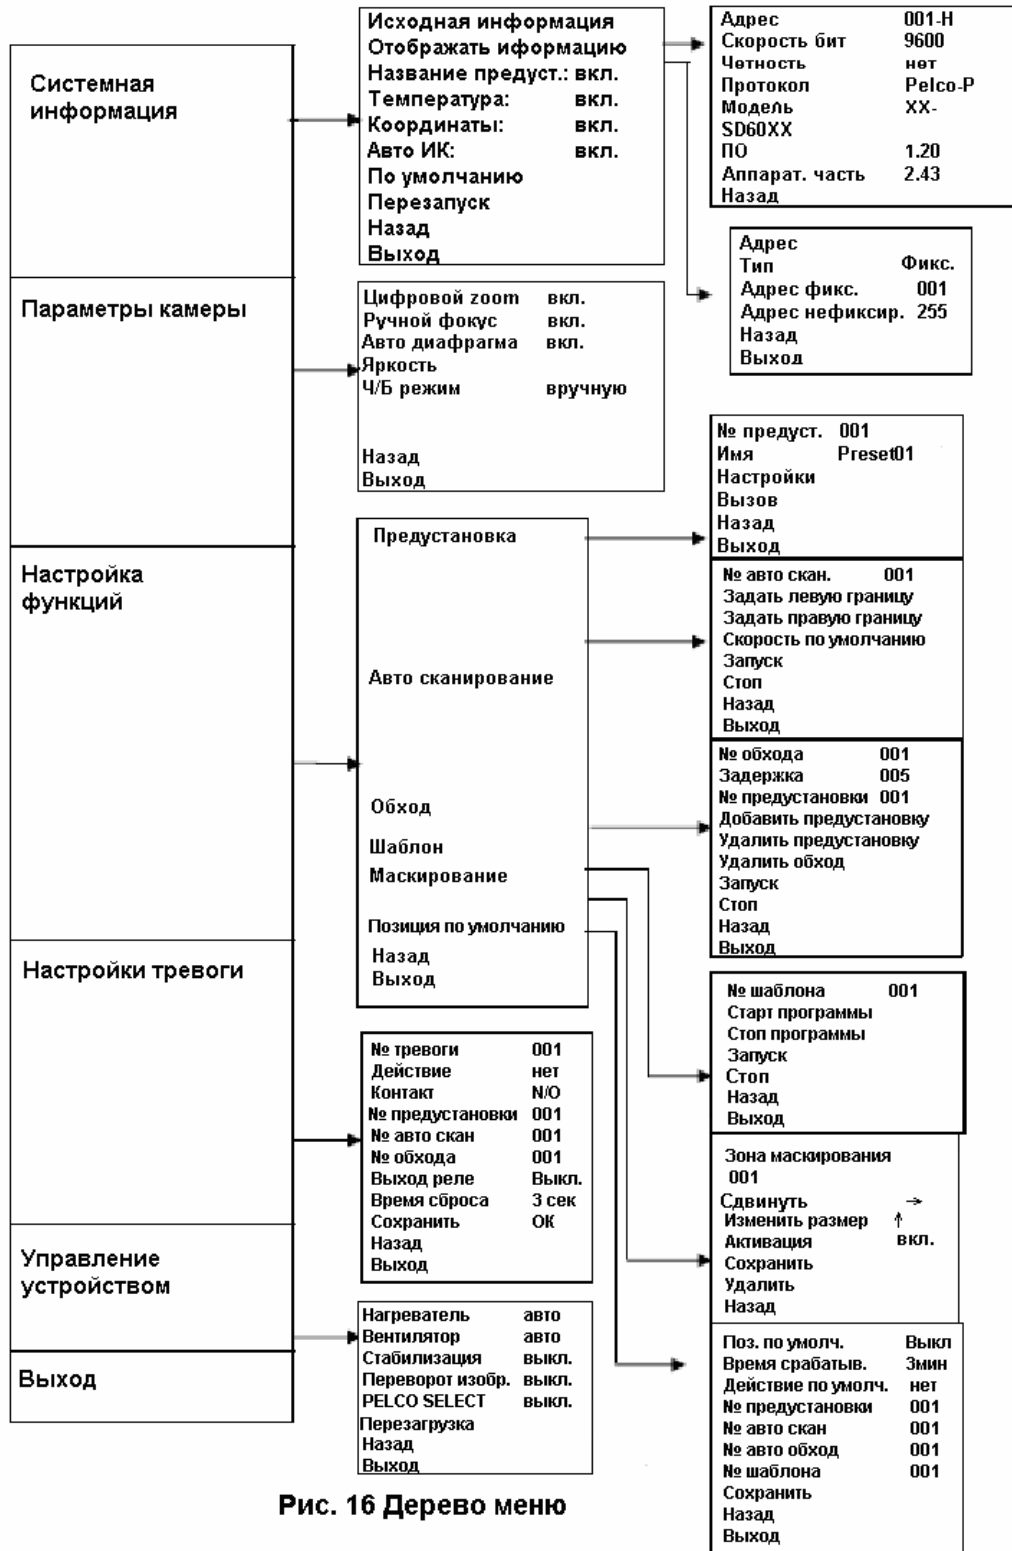 Системная
информация
Параметры камеры
Настройка
функций
Настройки тревоги
Управление
устройством
Выход
Исходная информация
Отображать иформацию
Название предуст.: вкл.
Температура: вкл.
Координаты: вкл.
Авто ИК: вкл.
По умолчанию
Перезапуск
Назад
Выход
Адрес 001-H
Скорость бит 9600
Четность нет
Протокол Pelco-P
Модель XX-
SD60XX
ПО 1.20
Аппарат. часть 2.43
Назад
Адрес
Тип Фикс.
Адрес фикс. 001
Адрес нефиксир. 255
Назад
Выход
Цифровой zoom вкл.
Ручной фокус вкл.
Авто диафрагма вкл.
Яркость
Ч/Б режим вручную
Назад
Выход
Предустановка
Авто сканирование
Обход
Шаблон
Маскирование
Позиция по умолчанию
Назад
Выход
№ предуст. 001
Имя Preset01
Настройки
Вызов
Назад
Выход
№ авто скан. 001
Задать левую границу
Задать правую границу
Скорость по умолчанию
Запуск
Стоп
Назад
Выход
№ обхода 001
Задержка 005
№ предустановки 001
Добавить предустановку
Удалить предустановку
Удалить обход
Запуск
Стоп
Назад
Выход
№ шаблона 001
Старт программы
Стоп программы
Запуск
Стоп
Назад
Выход
Зона маскирования
001
Сдвинуть →
Изменить размер ↑
Активация вкл.
Сохранить
Удалить
Назад
Поз. по умолч. Выкл
Время срабатыв. 3мин
Действие по умолч. нет
№ предустановки 001
№ авто скан 001
№ авто обход 001
№ шаблона 001
Сохранить
Назад
Выход
№ тревоги 001
Действие нет
Контакт N/O
№ предустановки 001
№ авто скан 001
№ обхода 001
Выход реле Выкл.
Время сброса 3 сек
Сохранить ОК
Назад
Выход
Нагреватель авто
Вентилятор авто
Стабилизация выкл.
Переворот изобр. выкл.
PELCO SELECT выкл.
Перезагрузка
Назад
Выход
Рис. 16 Дерево меню